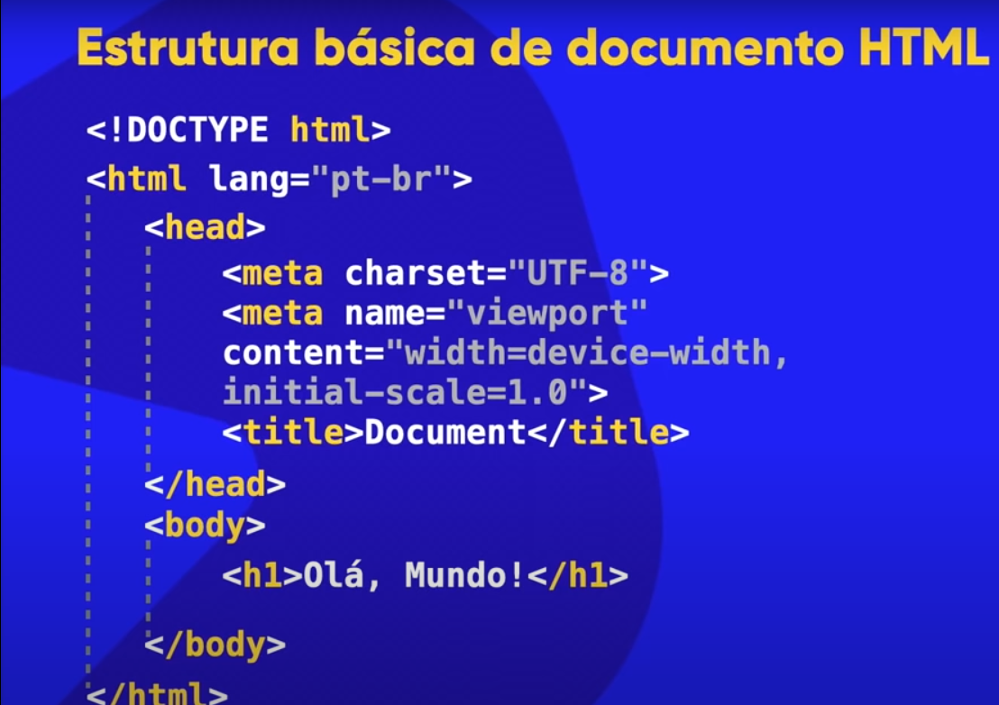 Estrutura básica de documento HTML
<!DOCTYPE html>
<html lang="pt-br">
<head>
<meta charset="UTF-8">
<meta name="viewport"
content="width=device-width,
initial-scale=1.0">
<title>Document</title>
</head>
<body>
<h1>Olá, Mundo!</h1>
</body>
</html>